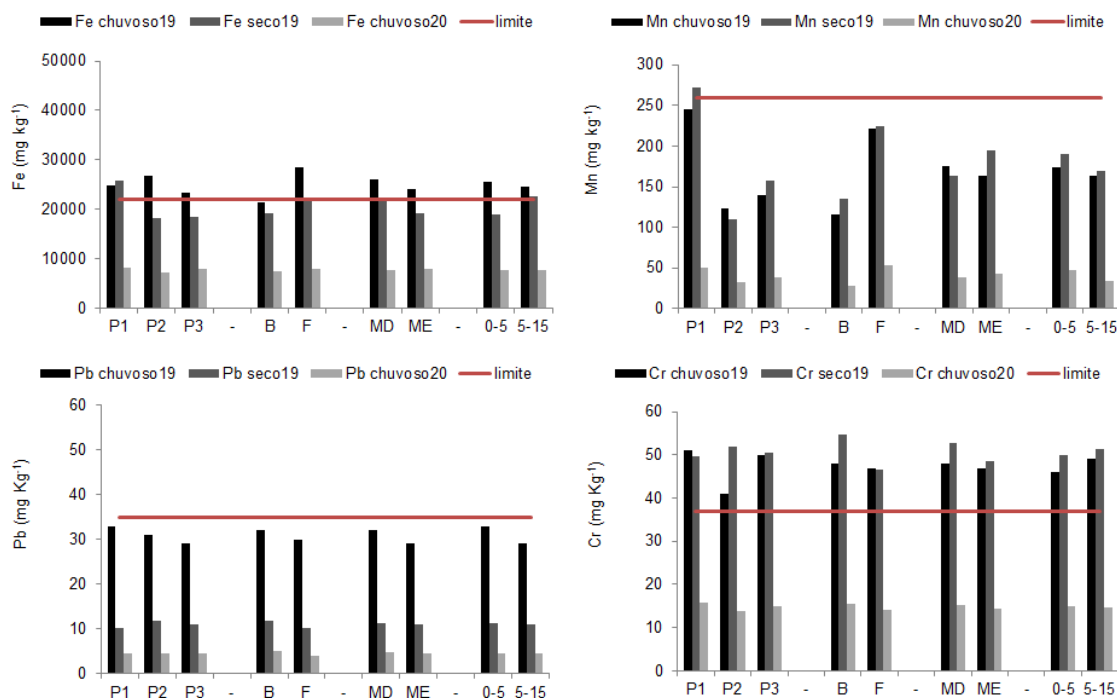 Fe chuvoso19 Fe seco19 Fe chuvoso20 limite
Fe (mg kg⁻¹)
50000
40000
30000
20000
10000
0
P1 P2 P3 - B F - MD ME - 0-5 5-15
Mn chuvoso19 Mn seco19 Mn chuvoso20 limite
Mn (mg kg⁻¹)
300
250
200
150
100
50
0
P1 P2 P3 - B F - MD ME - 0-5 5-15
Pb chuvoso19 Pb seco19 Pb chuvoso20 limite
Pb (mg Kg⁻¹)
60
50
40
30
20
10
0
P1 P2 P3 - B F - MD ME - 0-5 5-15
Cr chuvoso19 Cr seco19 Cr chuvoso20 limite
Cr (mg Kg⁻¹)
60
50
40
30
20
10
0
P1 P2 P3 - B F - MD ME - 0-5 5-15